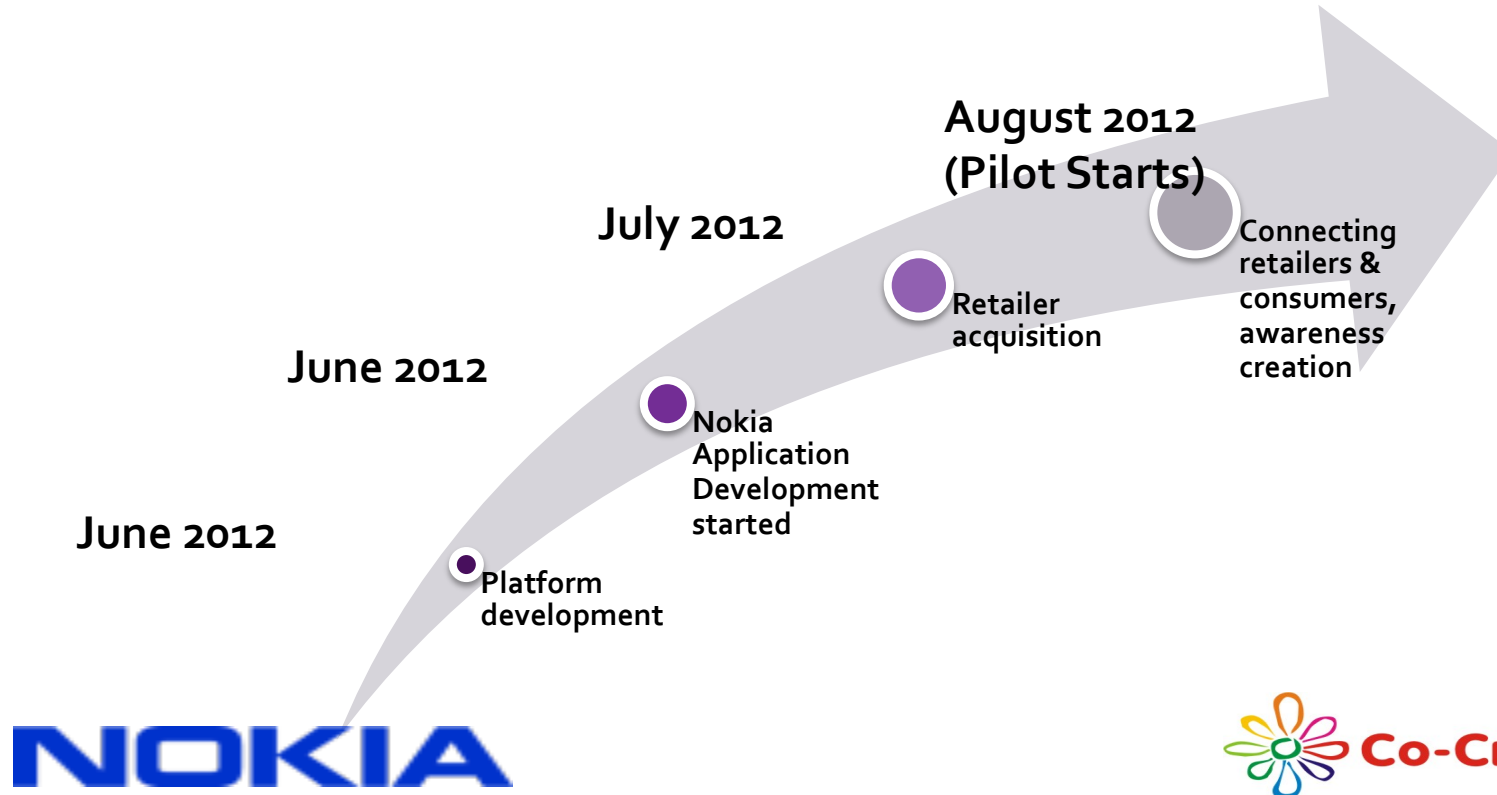 August 2012
(Pilot Starts)
July 2012
Connecting
retailers &
consumers,
awareness
creation
Retailer
acquisition
June 2012
Nokia
Application
Development
started
June 2012
Platform
development
NOKIA
Co-Cr